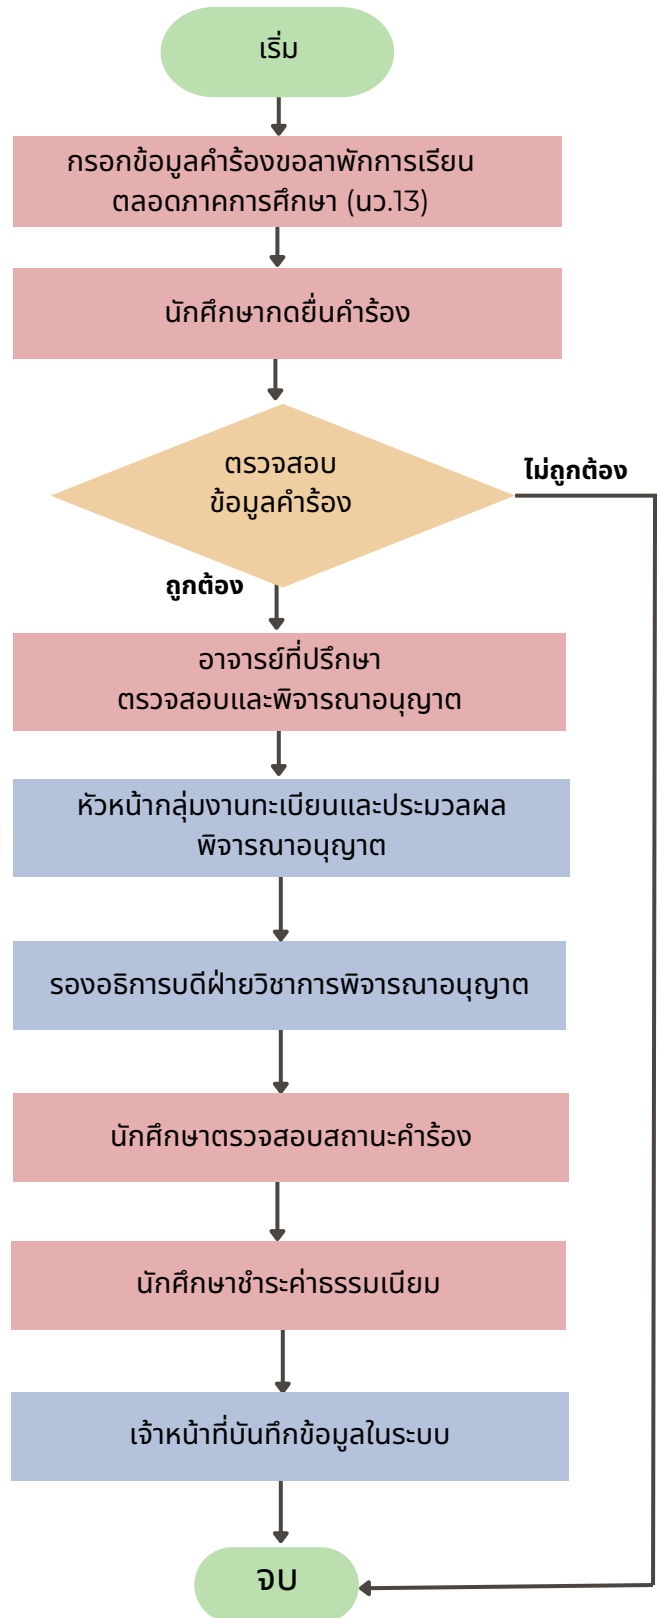 เริ่ม
กรอกข้อมูลคำร้องขอลาพักการเรียน
ตลอดภาคการศึกษา (นว.13)
นักศึกษากดยื่นคำร้อง
ตรวจสอบ
ข้อมูลคำร้อง
ไม่ถูกต้อง
ถูกต้อง
อาจารย์ที่ปรึกษา
ตรวจสอบและพิจารณาอนุญาต
หัวหน้ากลุ่มงานทะเบียนและประมวลผล
พิจารณาอนุญาต
รองอธิการบดีฝ่ายวิชาการพิจารณาอนุญาต
นักศึกษาตรวจสอบสถานะคำร้อง
นักศึกษาชำระค่าธรรมเนียม
เจ้าหน้าที่บันทึกข้อมูลในระบบ
จบ